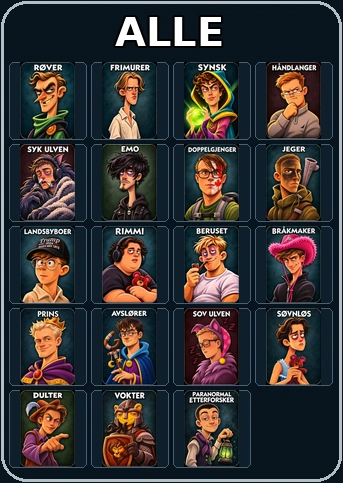 ALLE
RØVER
FRIMURER
SYNSK
HÅNDLANGER
SYK ULVEN
EMO
DOPPELGJENGER
JEGER
LANDSBYBOER
Trump
RIMMI
BERUSET
BRÅKMAKER
PRINS
AVSLØRER
SOV ULVEN
SØVNLØS
DULTER
VOKTER
PARANORMAL
ETTERFORSKER